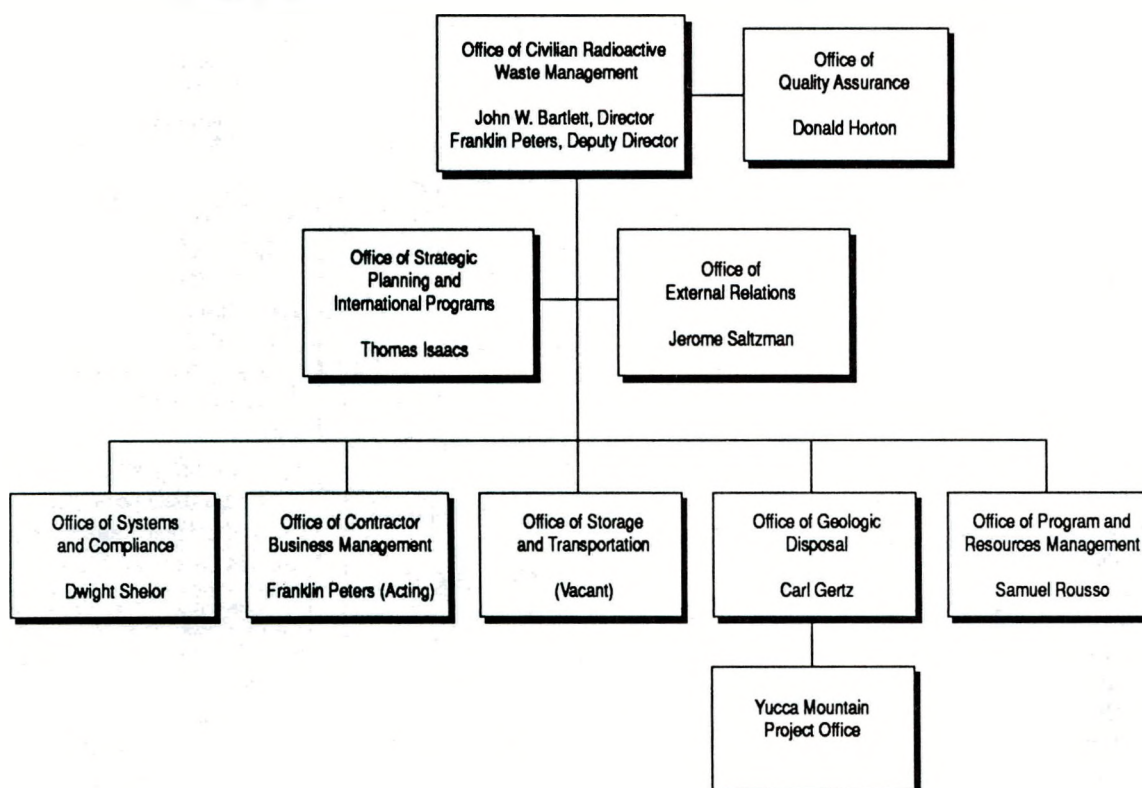 Office of Civilian Radioactive
Waste Management
John W. Bartlett, Director
Franklin Peters, Deputy Director
Office of
Quality Assurance
Donald Horton
Office of Strategic
Planning and
International Programs
Thomas Isaacs
Office of
External Relations
Jerome Saltzman
Office of Systems
and Compliance
Dwight Shelor
Office of Contractor
Business Management
Franklin Peters (Acting)
Office of Storage
and Transportation
(Vacant)
Office of Geologic
Disposal
Carl Gertz
Office of Program and
Resources Management
Samuel Rousso
Yucca Mountain
Project Office